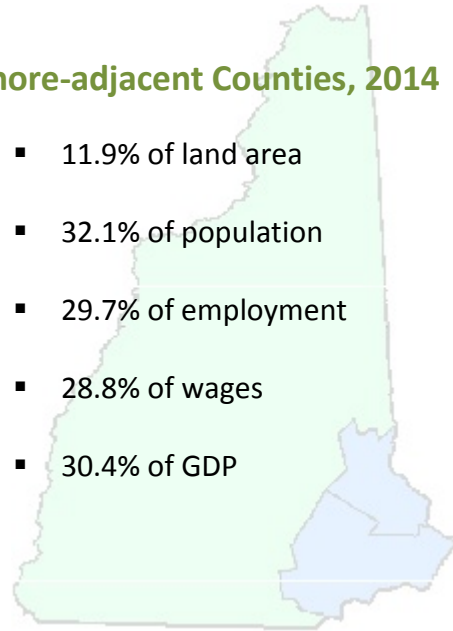 hore-adjacent Counties, 2014
▪ 11.9% of land area
▪ 32.1% of population
▪ 29.7% of employment
▪ 28.8% of wages
▪ 30.4% of GDP